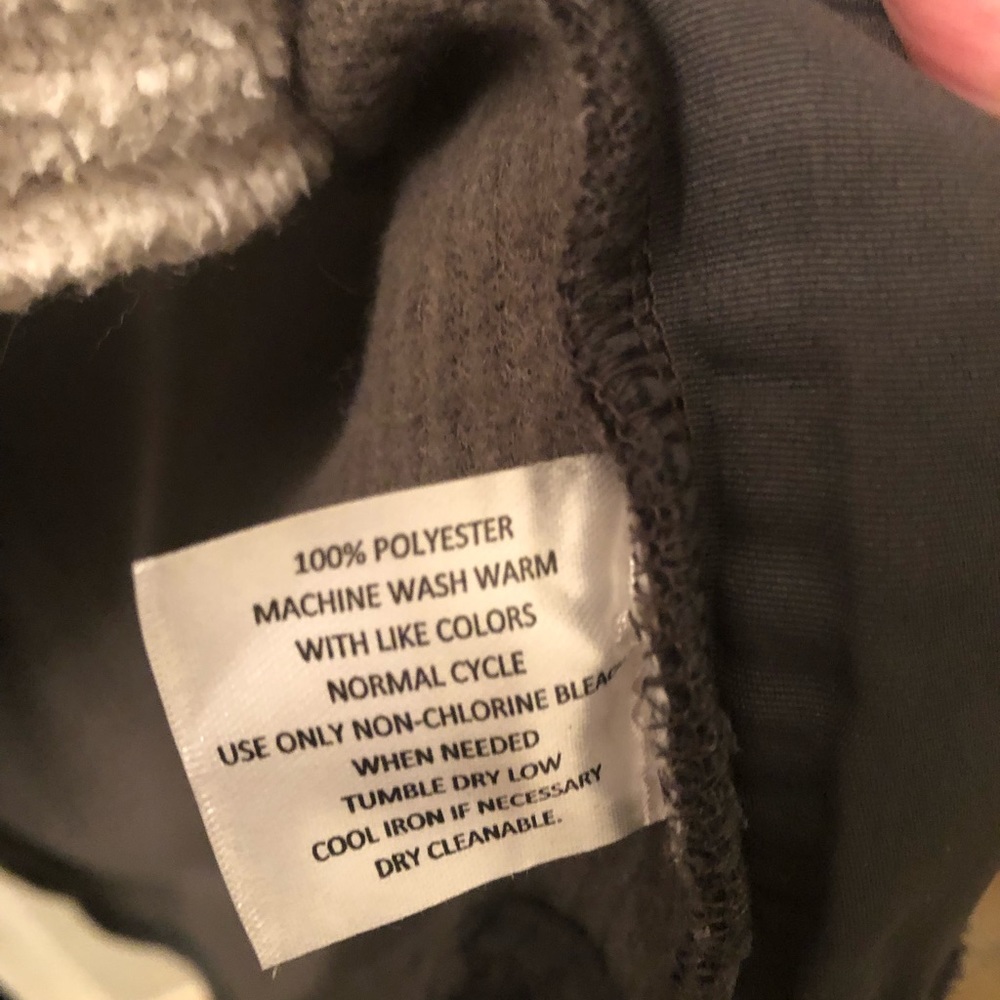 100% POLYESTER
MACHINE WASH WARM
WITH LIKE COLORS
NORMAL CYCLE
USE ONLY NON-CHLORINE
WHEN NEEDED
TUMBLE DRY LOW
COOL IRON IF NECESSARY
DRY CLEANABLE.